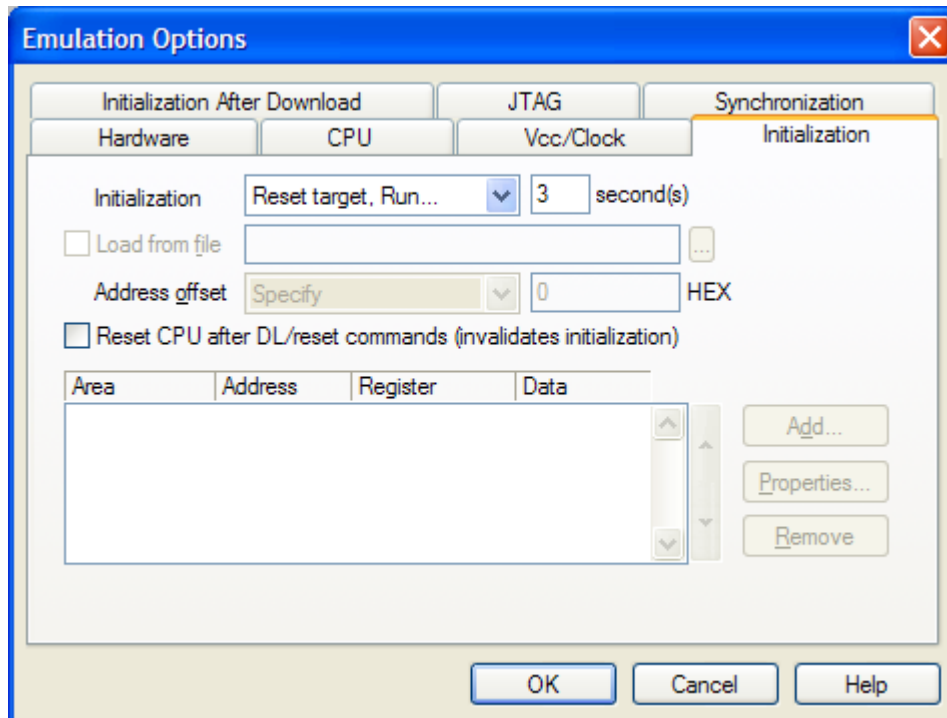 Emulation Options
Initialization After Download JTAG Synchronization
Hardware CPU Vcc/Clock Initialization
Initialization Reset target, Run... 3 second(s)
Load from file ...
Address offset Specify 0 HEX
Reset CPU after DL/reset commands (invalidates initialization)
Area Address Register Data
Add...
Properties...
Remove
OK Cancel Help